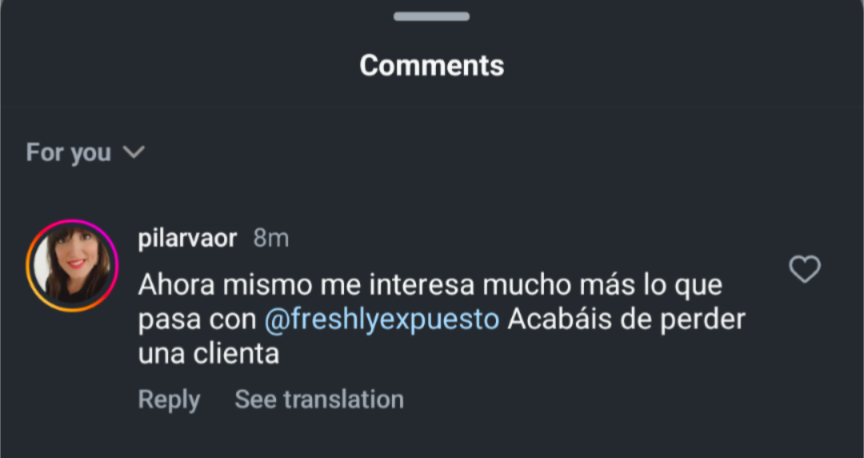 Comments
For you
pilarvaor 8m
Ahora mismo me interesa mucho más lo que
pasa con @freshlyexpuesto Acabáis de perder
una clienta
Reply See translation